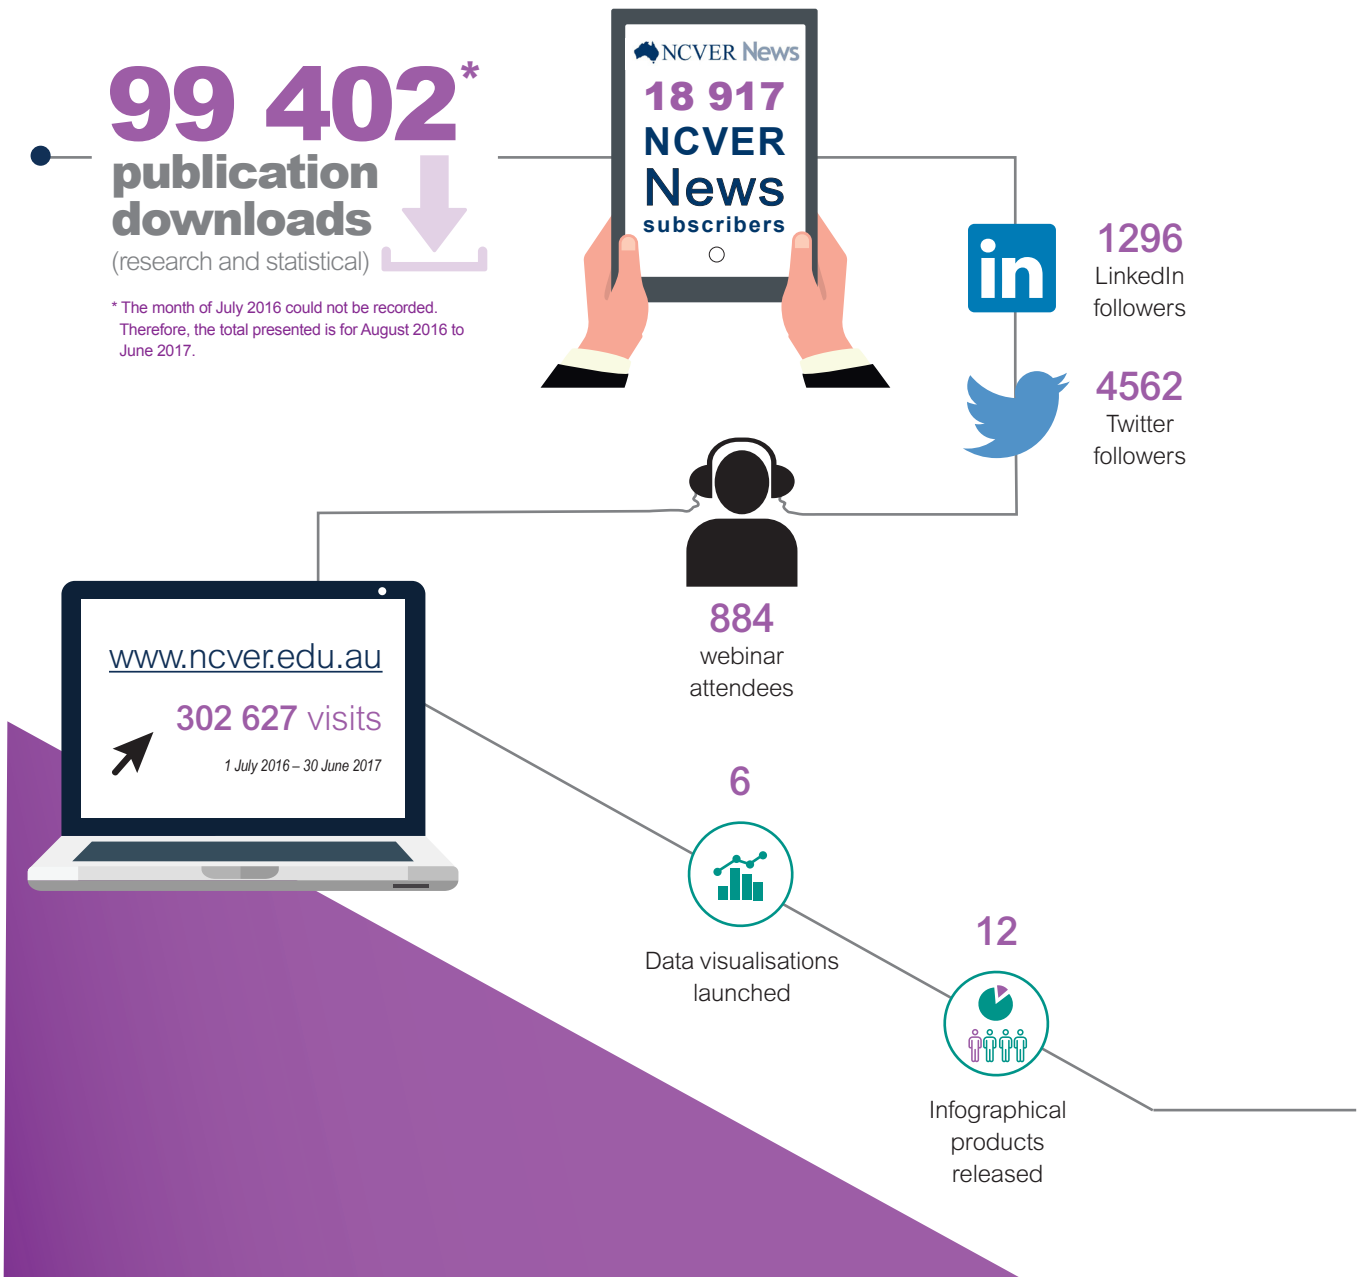 99 402*
publication
downloads
(research and statistical)
* The month of July 2016 could not be recorded.
Therefore, the total presented is for August 2016 to
June 2017.
NCVER News
18 917
NCVER
News
subscribers
in
1296
LinkedIn
followers
4562
Twitter
followers
884
webinar
attendees
www.ncver.edu.au
302 627 visits
1 July 2016 – 30 June 2017
6
Data visualisations
launched
12
Infographical
products
released